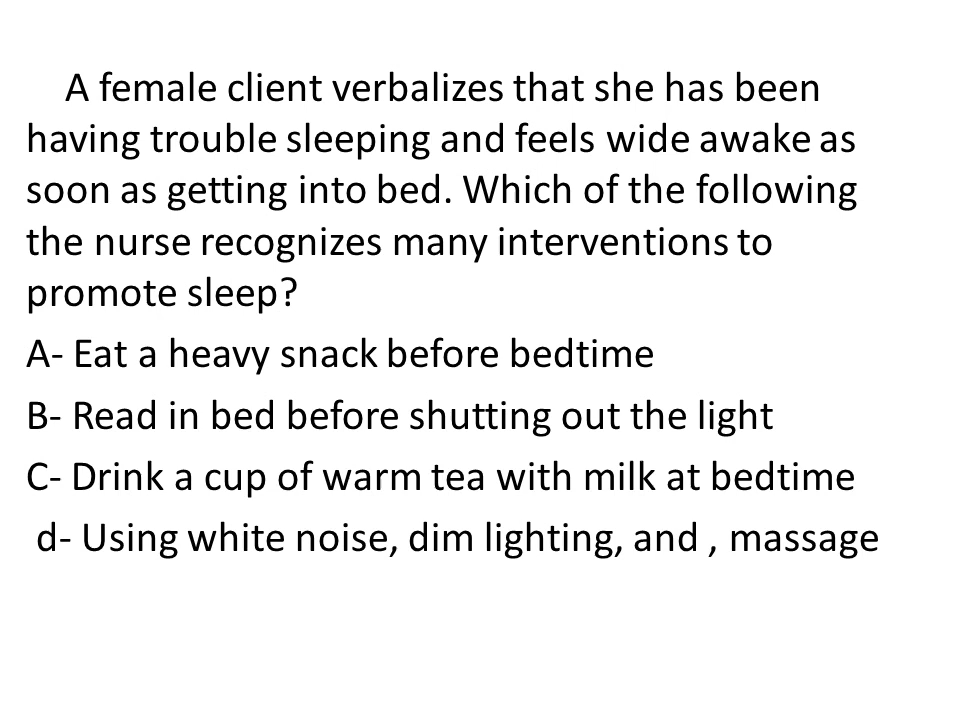 A female client verbalizes that she has been
having trouble sleeping and feels wide awake as
soon as getting into bed. Which of the following
the nurse recognizes many interventions to
promote sleep?
A- Eat a heavy snack before bedtime
B- Read in bed before shutting out the light
C- Drink a cup of warm tea with milk at bedtime
d- Using white noise, dim lighting, and , massage